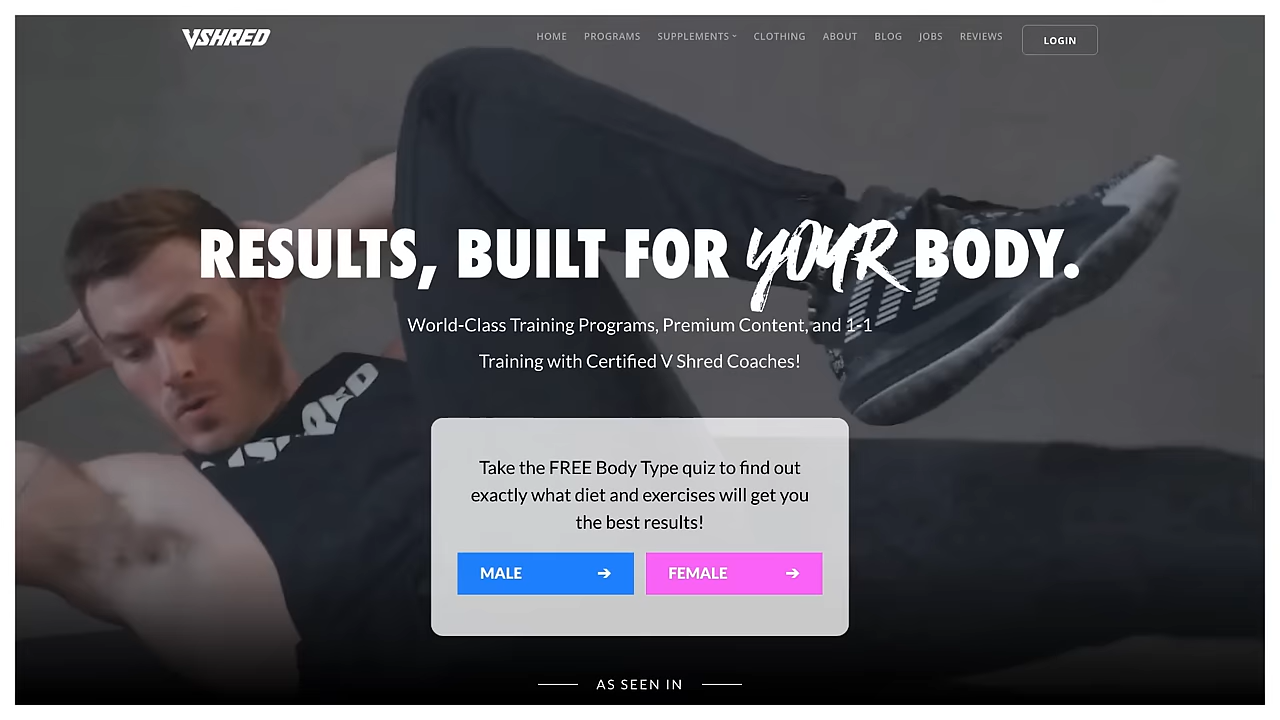 VSHRED
HOME PROGRAMS SUPPLEMENTS CLOTHING ABOUT BLOG JOBS REVIEWS LOGIN
RESULTS, BUILT FOR YOUR BODY.
World-Class Training Programs, Premium Content, and 1-1
Training with Certified V Shred Coaches!
VSHRED
Take the FREE Body Type quiz to find out
exactly what diet and exercises will get you
the best results!
MALE → FEMALE →
AS SEEN IN